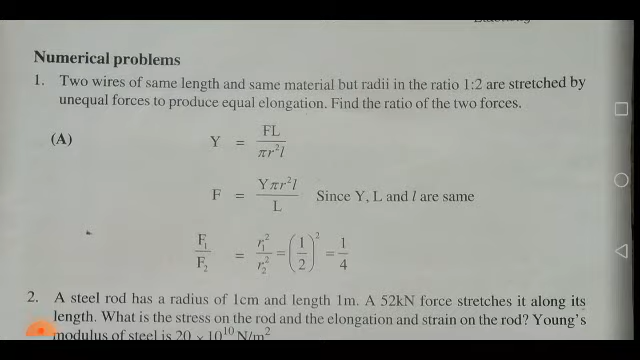 Numerical problems
1. Two wires of same length and same material but radii in the ratio 1:2 are stretched by
unequal forces to produce equal elongation. Find the ratio of the two forces.
(A) Y = FL / πr²l
F = Yπr²l / L Since Y, L and l are same
F₁ / F₂ = r₁² / r₂² = (1/2)² = 1/4
2. A steel rod has a radius of 1cm and length 1m. A 52kN force stretches it along its
length. What is the stress on the rod and the elongation and strain on the rod? Young's
modulus of steel is 20 × 10¹⁰ N/m²